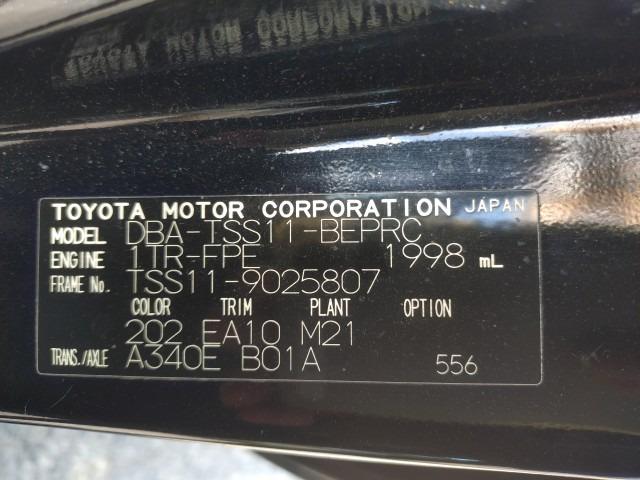 TOYOTA MOTOR CORPORATION JAPAN
MODEL DBA-TSS11-BEPRC
ENGINE 1TR-FPE 1998 mL
FRAME No. TSS11-9025807
COLOR TRIM PLANT OPTION
202 EA10 M21
TRANS./AXLE A340E B01A 556